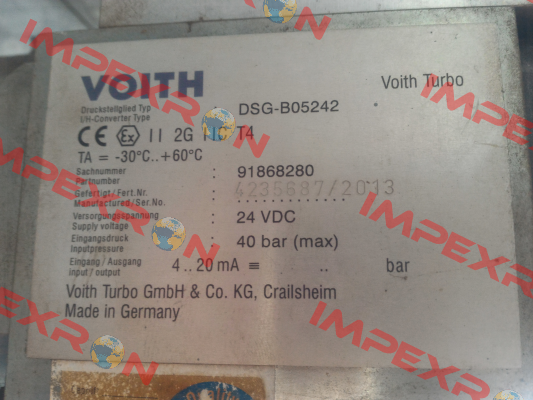 VOITH
Voith Turbo
Druckstellglied Typ
I/H-Converter Type
DSG-B05242
CE Ex II 2G IIC T4
TA = -30°C..+60°C
Sachnummer
Partnumber : 91868280
Gefertigt/Fert.Nr.
Manufactured/Ser.No. : 4235687/2013
Versorgungsspannung
Supply voltage : 24 VDC
Eingangsdruck
Inputpressure : 40 bar (max)
Eingang / Ausgang
Input / output : 4..20 mA = .. bar
Voith Turbo GmbH & Co. KG, Crailsheim
Made in Germany
IMPEXRON
IMPEXRON
IMPEXRON
IMPEXRON